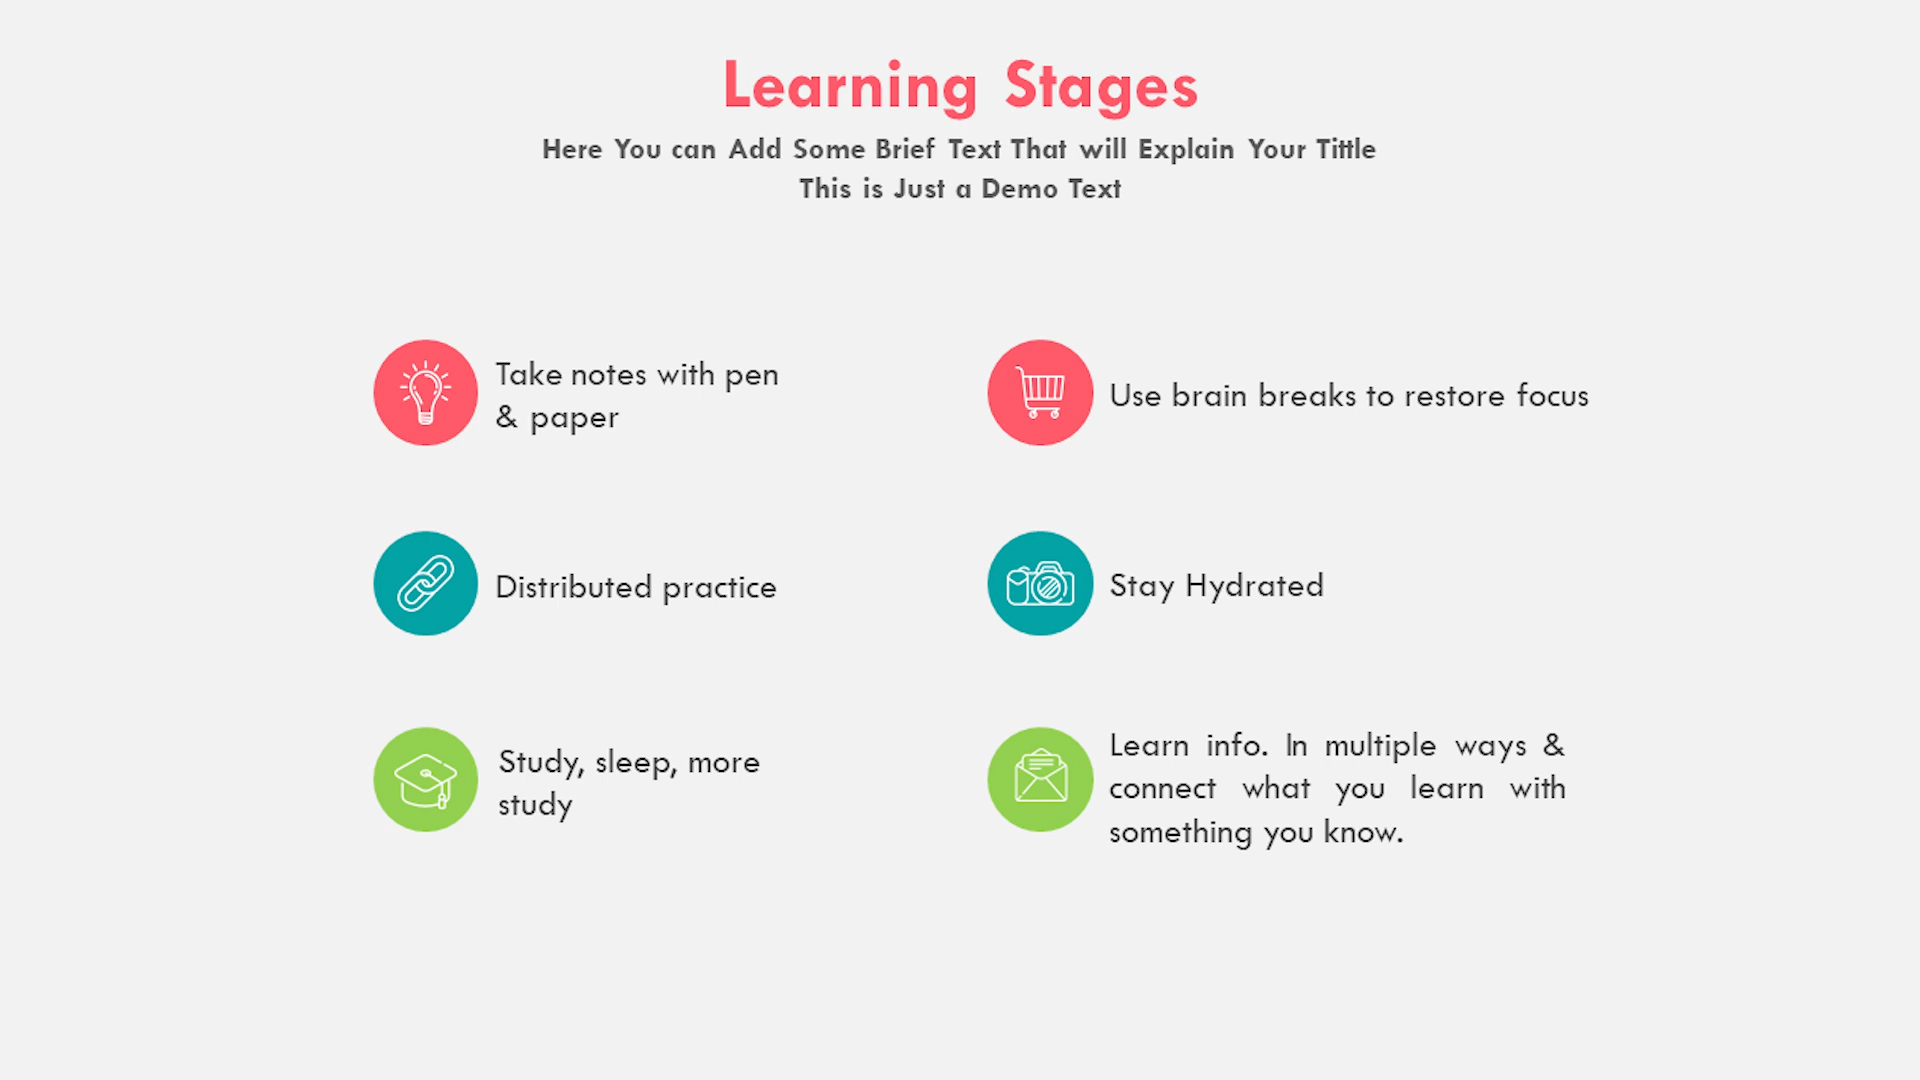 Learning Stages
Here You can Add Some Brief Text That will Explain Your Tittle
This is Just a Demo Text
Take notes with pen
& paper
Use brain breaks to restore focus
Distributed practice
Stay Hydrated
Study, sleep, more
study
Learn info. In multiple ways &
connect what you learn with
something you know.